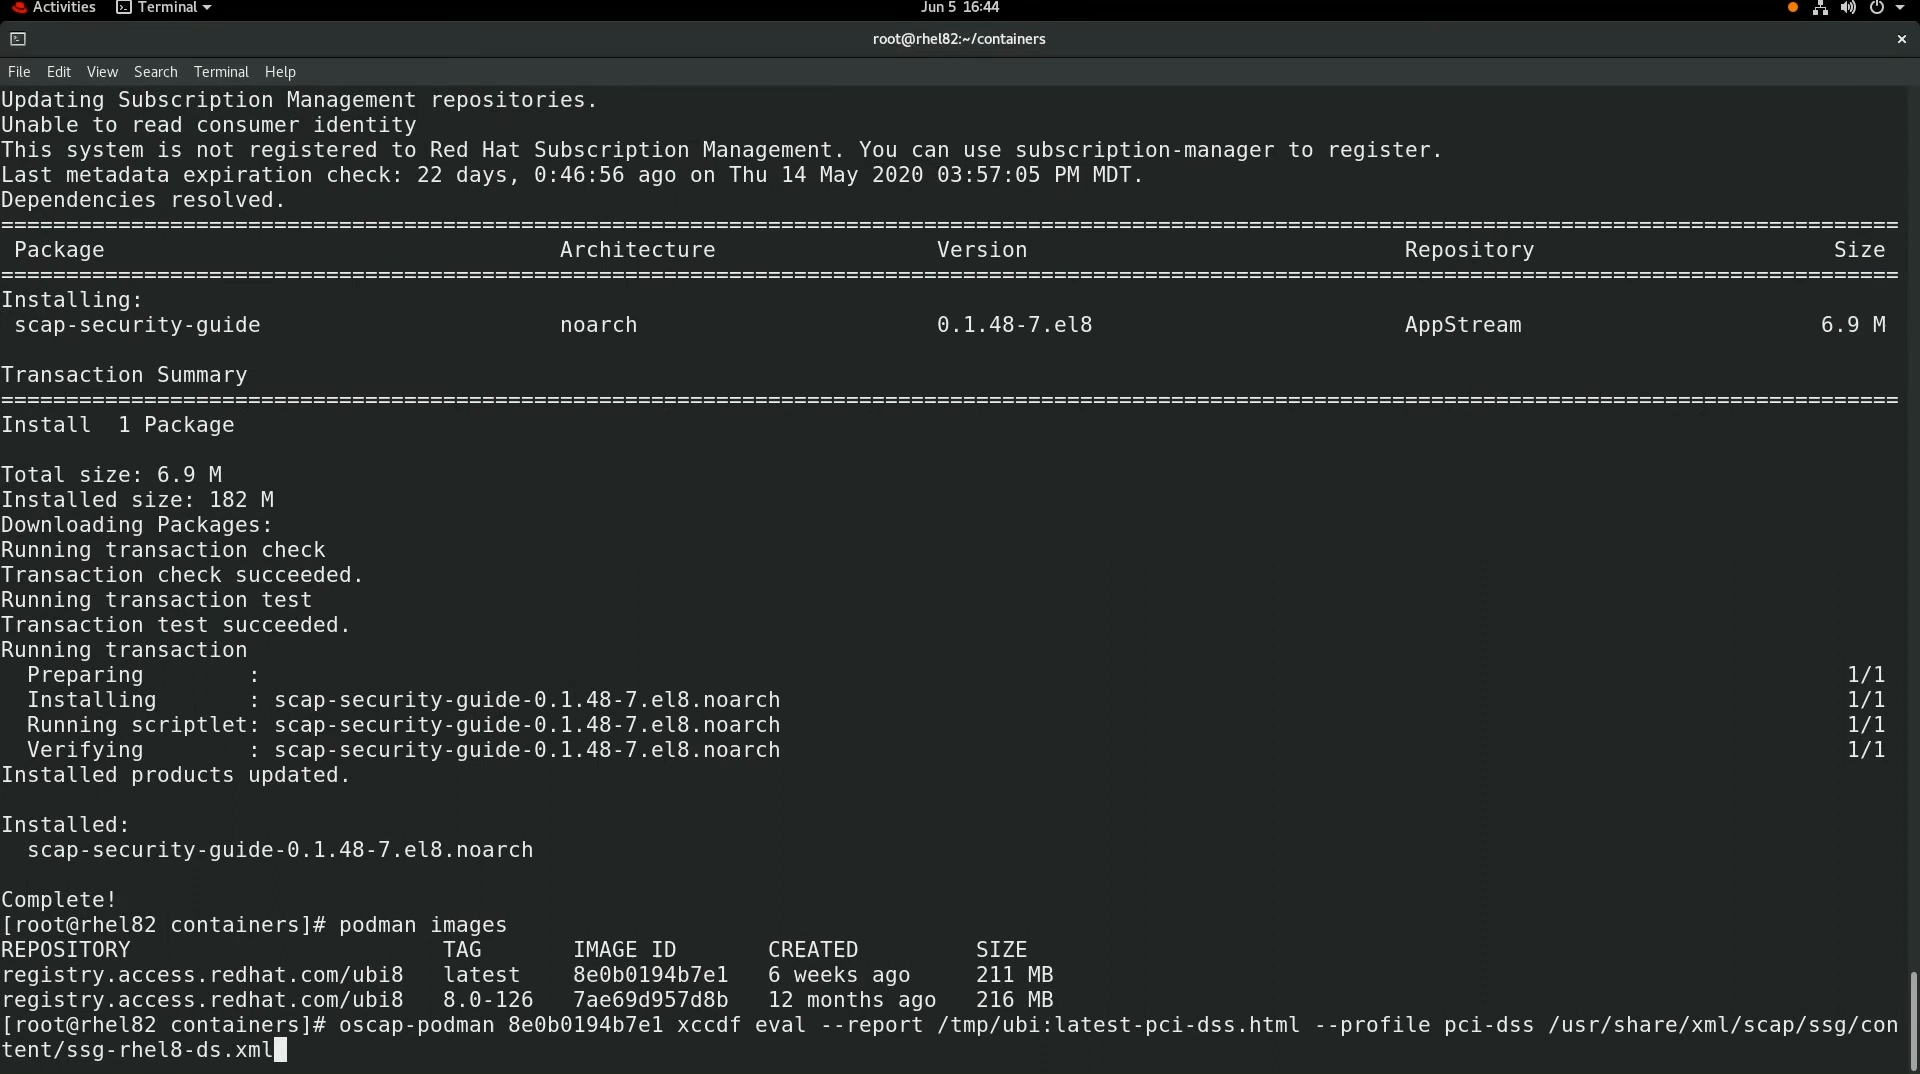 Activities Terminal Jun 5 16:44
root@rhel82:~/containers ×
File Edit View Search Terminal Help
Updating Subscription Management repositories.
Unable to read consumer identity
This system is not registered to Red Hat Subscription Management. You can use subscription-manager to register.
Last metadata expiration check: 22 days, 0:46:56 ago on Thu 14 May 2020 03:57:05 PM MDT.
Dependencies resolved.
================================================================================================================================================
Package Architecture Version Repository Size
================================================================================================================================================
Installing:
scap-security-guide noarch 0.1.48-7.el8 AppStream 6.9 M
Transaction Summary
================================================================================================================================================
Install 1 Package
Total size: 6.9 M
Installed size: 182 M
Downloading Packages:
Running transaction check
Transaction check succeeded.
Running transaction test
Transaction test succeeded.
Running transaction
Preparing : 1/1
Installing : scap-security-guide-0.1.48-7.el8.noarch 1/1
Running scriptlet: scap-security-guide-0.1.48-7.el8.noarch 1/1
Verifying : scap-security-guide-0.1.48-7.el8.noarch 1/1
Installed products updated.
Installed:
scap-security-guide-0.1.48-7.el8.noarch
Complete!
[root@rhel82 containers]# podman images
REPOSITORY TAG IMAGE ID CREATED SIZE
registry.access.redhat.com/ubi8 latest 8e0b0194b7e1 6 weeks ago 211 MB
registry.access.redhat.com/ubi8 8.0-126 7ae69d957d8b 12 months ago 216 MB
[root@rhel82 containers]# oscap-podman 8e0b0194b7e1 xccdf eval --report /tmp/ubi:latest-pci-dss.html --profile pci-dss /usr/share/xml/scap/ssg/con
tent/ssg-rhel8-ds.xml